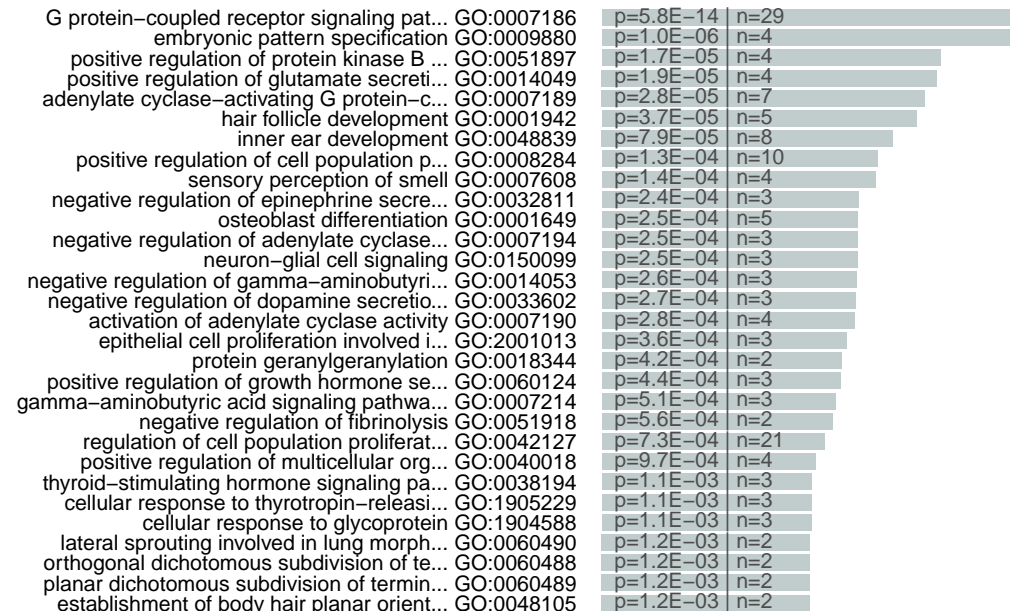 G protein−coupled receptor signaling pat... GO:0007186 p=5.8E−14 n=29
embryonic pattern specification GO:0009880 p=1.0E−06 n=4
positive regulation of protein kinase B ... GO:0051897 p=1.7E−05 n=4
positive regulation of glutamate secreti... GO:0014049 p=1.9E−05 n=4
adenylate cyclase−activating G protein−c... GO:0007189 p=2.8E−05 n=7
hair follicle development GO:0001942 p=3.7E−05 n=5
inner ear development GO:0048839 p=7.9E−05 n=8
positive regulation of cell population p... GO:0008284 p=1.3E−04 n=10
sensory perception of smell GO:0007608 p=1.4E−04 n=4
negative regulation of epinephrine secre... GO:0032811 p=2.4E−04 n=3
osteoblast differentiation GO:0001649 p=2.5E−04 n=5
negative regulation of adenylate cyclase... GO:0007194 p=2.5E−04 n=3
neuron−glial cell signaling GO:0150099 p=2.5E−04 n=3
negative regulation of gamma−aminobutyri... GO:0014053 p=2.6E−04 n=3
negative regulation of dopamine secretio... GO:0033602 p=2.7E−04 n=3
activation of adenylate cyclase activity GO:0007190 p=2.8E−04 n=4
epithelial cell proliferation involved i... GO:2001013 p=3.6E−04 n=3
protein geranylgeranylation GO:0018344 p=4.2E−04 n=2
positive regulation of growth hormone se... GO:0060124 p=4.4E−04 n=3
gamma−aminobutyric acid signaling pathwa... GO:0007214 p=5.1E−04 n=3
negative regulation of fibrinolysis GO:0051918 p=5.6E−04 n=2
regulation of cell population proliferat... GO:0042127 p=7.3E−04 n=21
positive regulation of multicellular org... GO:0040018 p=9.7E−04 n=4
thyroid−stimulating hormone signaling pa... GO:0038194 p=1.1E−03 n=3
cellular response to thyrotropin−releasi... GO:1905229 p=1.1E−03 n=3
cellular response to glycoprotein GO:1904588 p=1.1E−03 n=3
lateral sprouting involved in lung morph... GO:0060490 p=1.2E−03 n=2
orthogonal dichotomous subdivision of te... GO:0060488 p=1.2E−03 n=2
planar dichotomous subdivision of termin... GO:0060489 p=1.2E−03 n=2
establishment of body hair planar orient... GO:0048105 p=1.2E−03 n=2